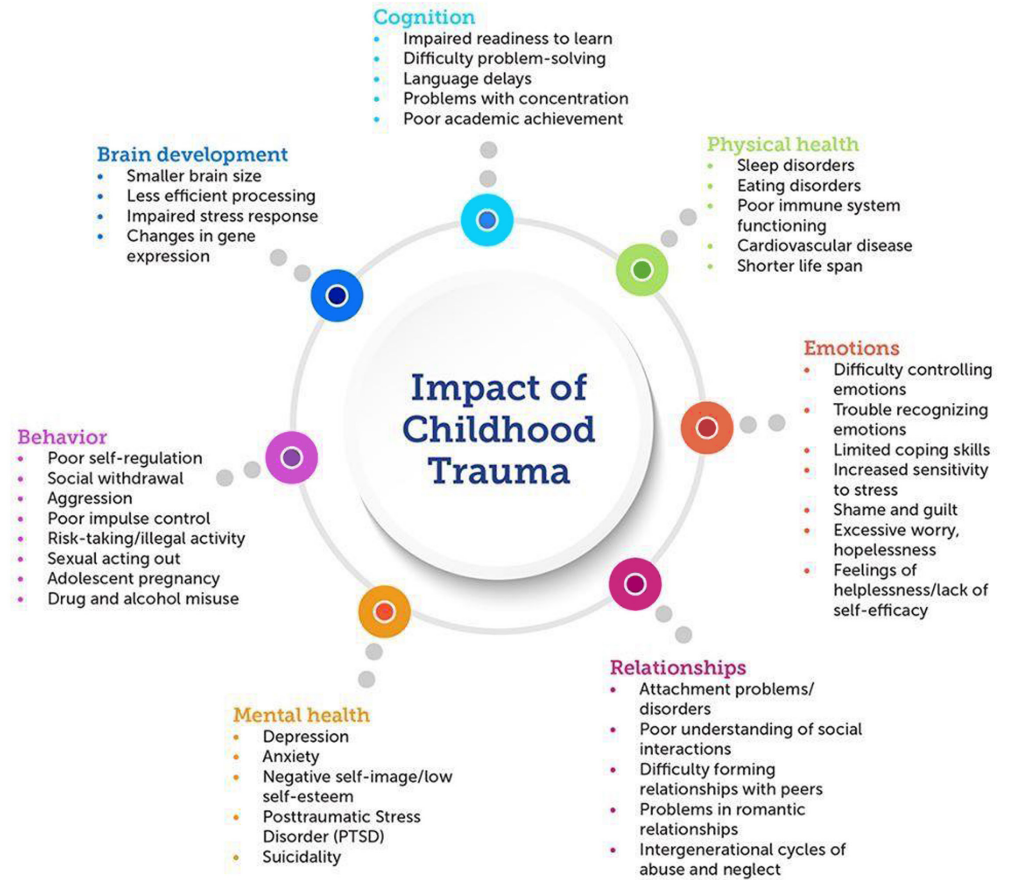 Cognition
• Impaired readiness to learn
• Difficulty problem-solving
• Language delays
• Problems with concentration
• Poor academic achievement
Physical health
• Sleep disorders
• Eating disorders
• Poor immune system
functioning
• Cardiovascular disease
• Shorter life span
Emotions
• Difficulty controlling
emotions
• Trouble recognizing
emotions
• Limited coping skills
• Increased sensitivity
to stress
• Shame and guilt
• Excessive worry,
hopelessness
• Feelings of
helplessness/lack of
self-efficacy
Relationships
• Attachment problems/
disorders
• Poor understanding of social
interactions
• Difficulty forming
relationships with peers
• Problems in romantic
relationships
• Intergenerational cycles of
abuse and neglect
Mental health
• Depression
• Anxiety
• Negative self-image/low
self-esteem
• Posttraumatic Stress
Disorder (PTSD)
• Suicidality
Behavior
• Poor self-regulation
• Social withdrawal
• Aggression
• Poor impulse control
• Risk-taking/illegal activity
• Sexual acting out
• Adolescent pregnancy
• Drug and alcohol misuse
Brain development
• Smaller brain size
• Less efficient processing
• Impaired stress response
• Changes in gene
expression
Impact of
Childhood
Trauma